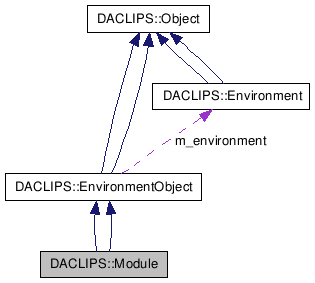 DACLIPS::Object
DACLIPS::Environment
m_environment
DACLIPS::EnvironmentObject
DACLIPS::Module